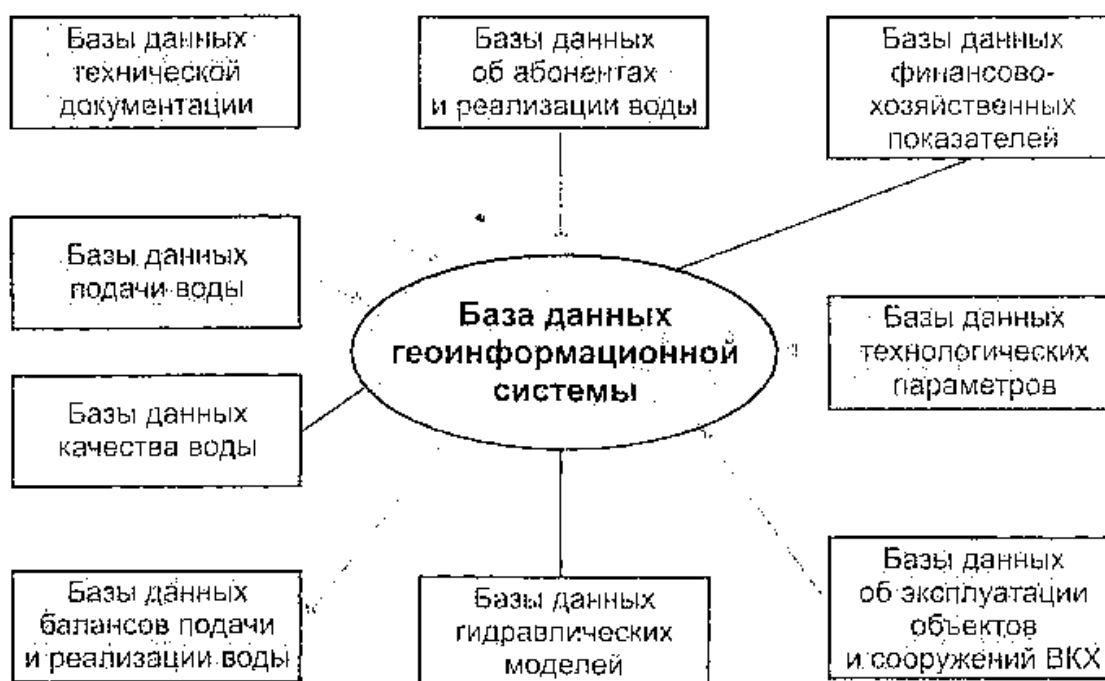 Базы данных
технической
документации
Базы данных
об абонентах
и реализации воды
Базы данных
финансово-
хозяйственных
показателей
Базы данных
подачи воды
База данных
геоинформационной
системы
Базы данных
технологических
параметров
Базы данных
качества воды
Базы данных
балансов подачи
и реализации воды
Базы данных
гидравлических
моделей
Базы данных
об эксплуатации
объектов
и сооружений ВКХ